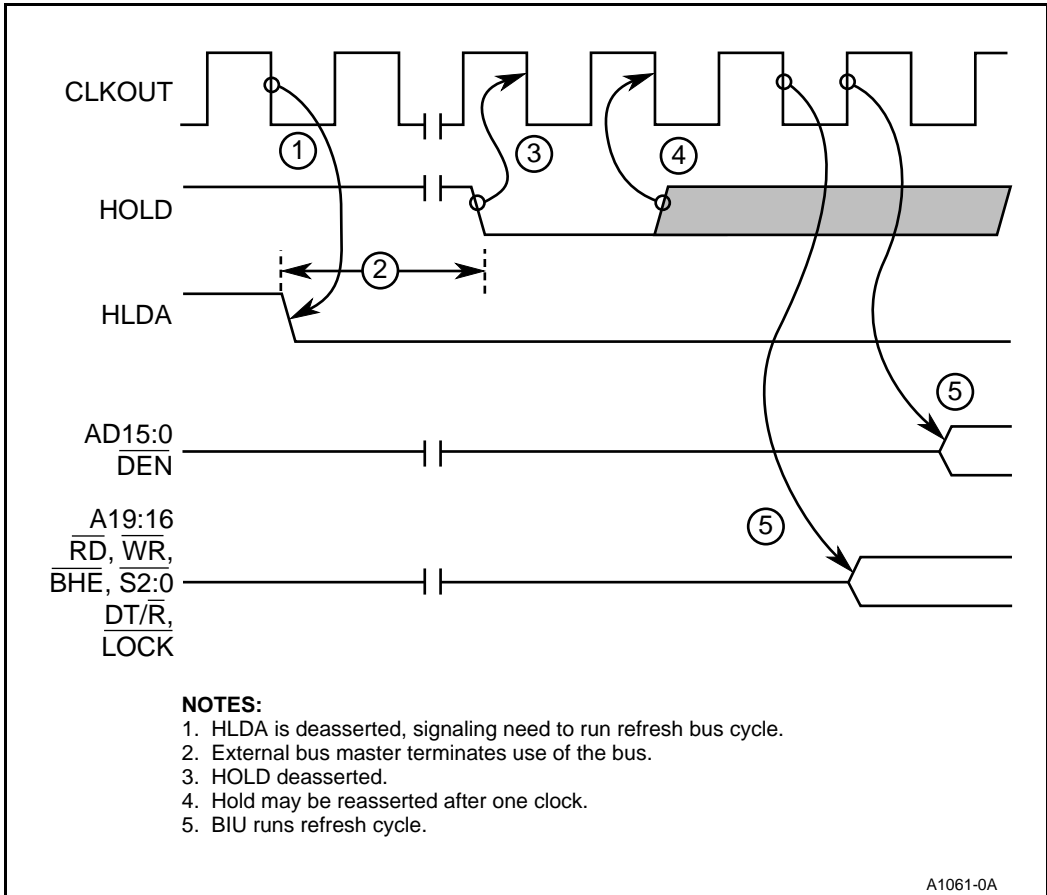 CLKOUT
1
3
4
HOLD
2
HLDA
5
AD15:0
DEN
5
A19:16
RD, WR,
BHE, S2:0
DT/R,
LOCK
NOTES:
1. HLDA is deasserted, signaling need to run refresh bus cycle.
2. External bus master terminates use of the bus.
3. HOLD deasserted.
4. Hold may be reasserted after one clock.
5. BIU runs refresh cycle.
A1061-0A